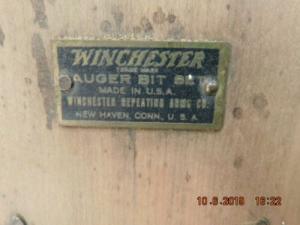 WINCHESTER
TRADE MARK
AUGER BIT SET
MADE IN U.S.A.
WINCHESTER REPEATING ARMS CO.
NEW HAVEN, CONN., U. S. A.
10 6 2019 16:22